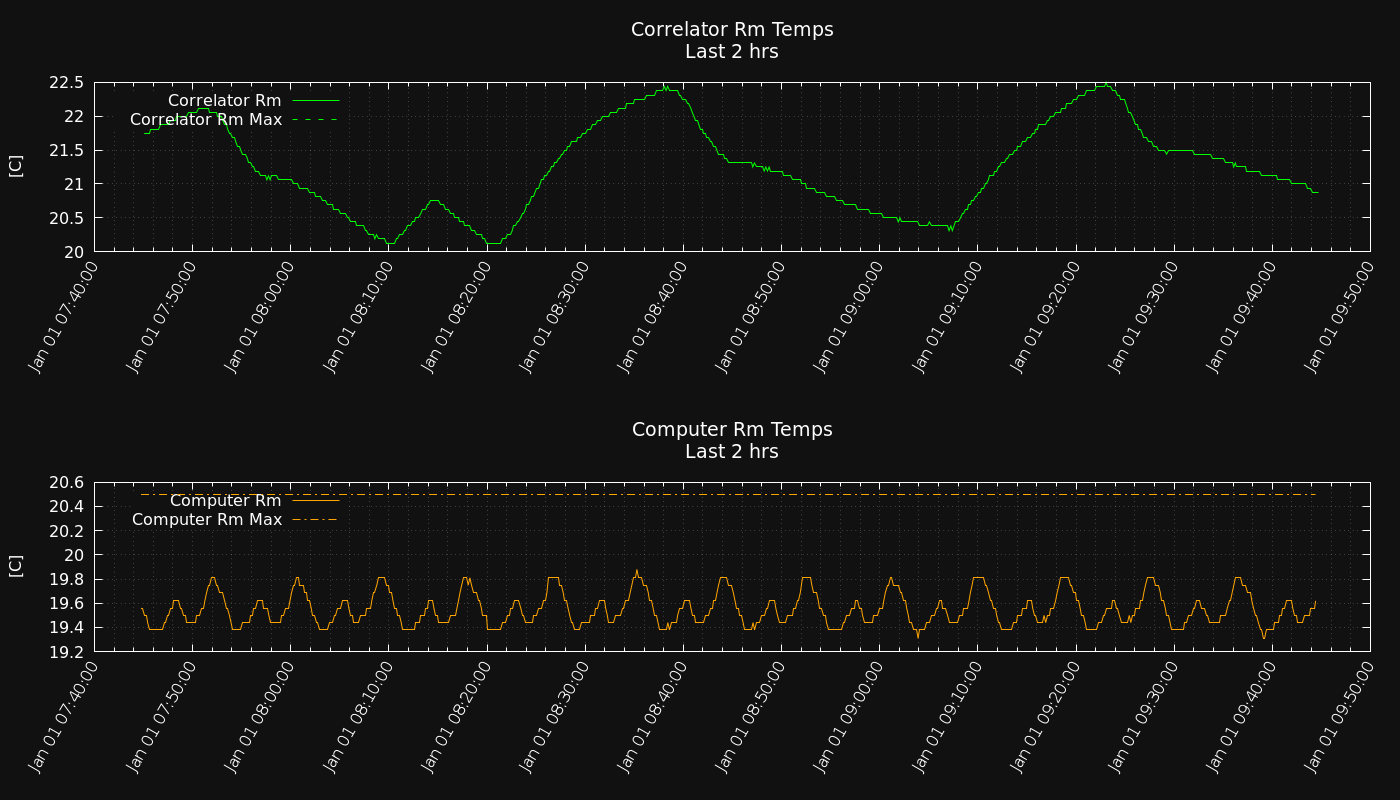 Correlator Rm Temps
Last 2 hrs
[C]
22.5
22
21.5
21
20.5
20
Correlator Rm
Correlator Rm Max
Jan 01 07:40:00
Jan 01 07:50:00
Jan 01 08:00:00
Jan 01 08:10:00
Jan 01 08:20:00
Jan 01 08:30:00
Jan 01 08:40:00
Jan 01 08:50:00
Jan 01 09:00:00
Jan 01 09:10:00
Jan 01 09:20:00
Jan 01 09:30:00
Jan 01 09:40:00
Jan 01 09:50:00
Computer Rm Temps
Last 2 hrs
[C]
20.6
20.4
20.2
20
19.8
19.6
19.4
19.2
Computer Rm
Computer Rm Max
Jan 01 07:40:00
Jan 01 07:50:00
Jan 01 08:00:00
Jan 01 08:10:00
Jan 01 08:20:00
Jan 01 08:30:00
Jan 01 08:40:00
Jan 01 08:50:00
Jan 01 09:00:00
Jan 01 09:10:00
Jan 01 09:20:00
Jan 01 09:30:00
Jan 01 09:40:00
Jan 01 09:50:00